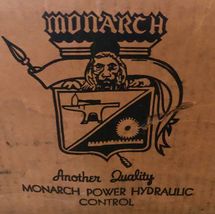 MONARCH
Another Quality
MONARCH POWER HYDRAULIC
CONTROL